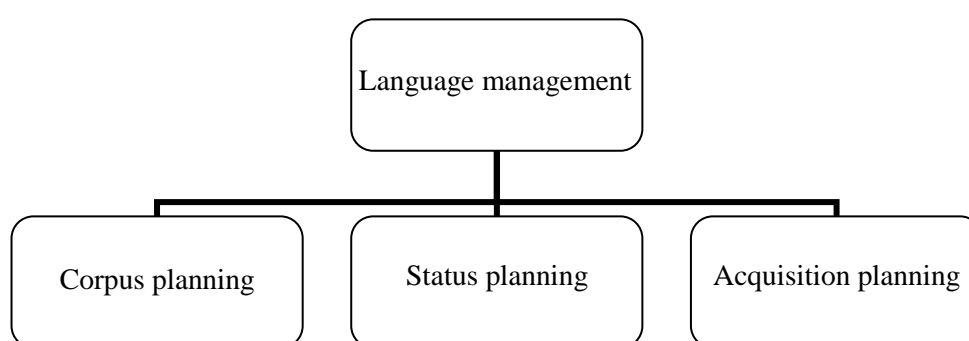 Language management
Corpus planning
Status planning
Acquisition planning